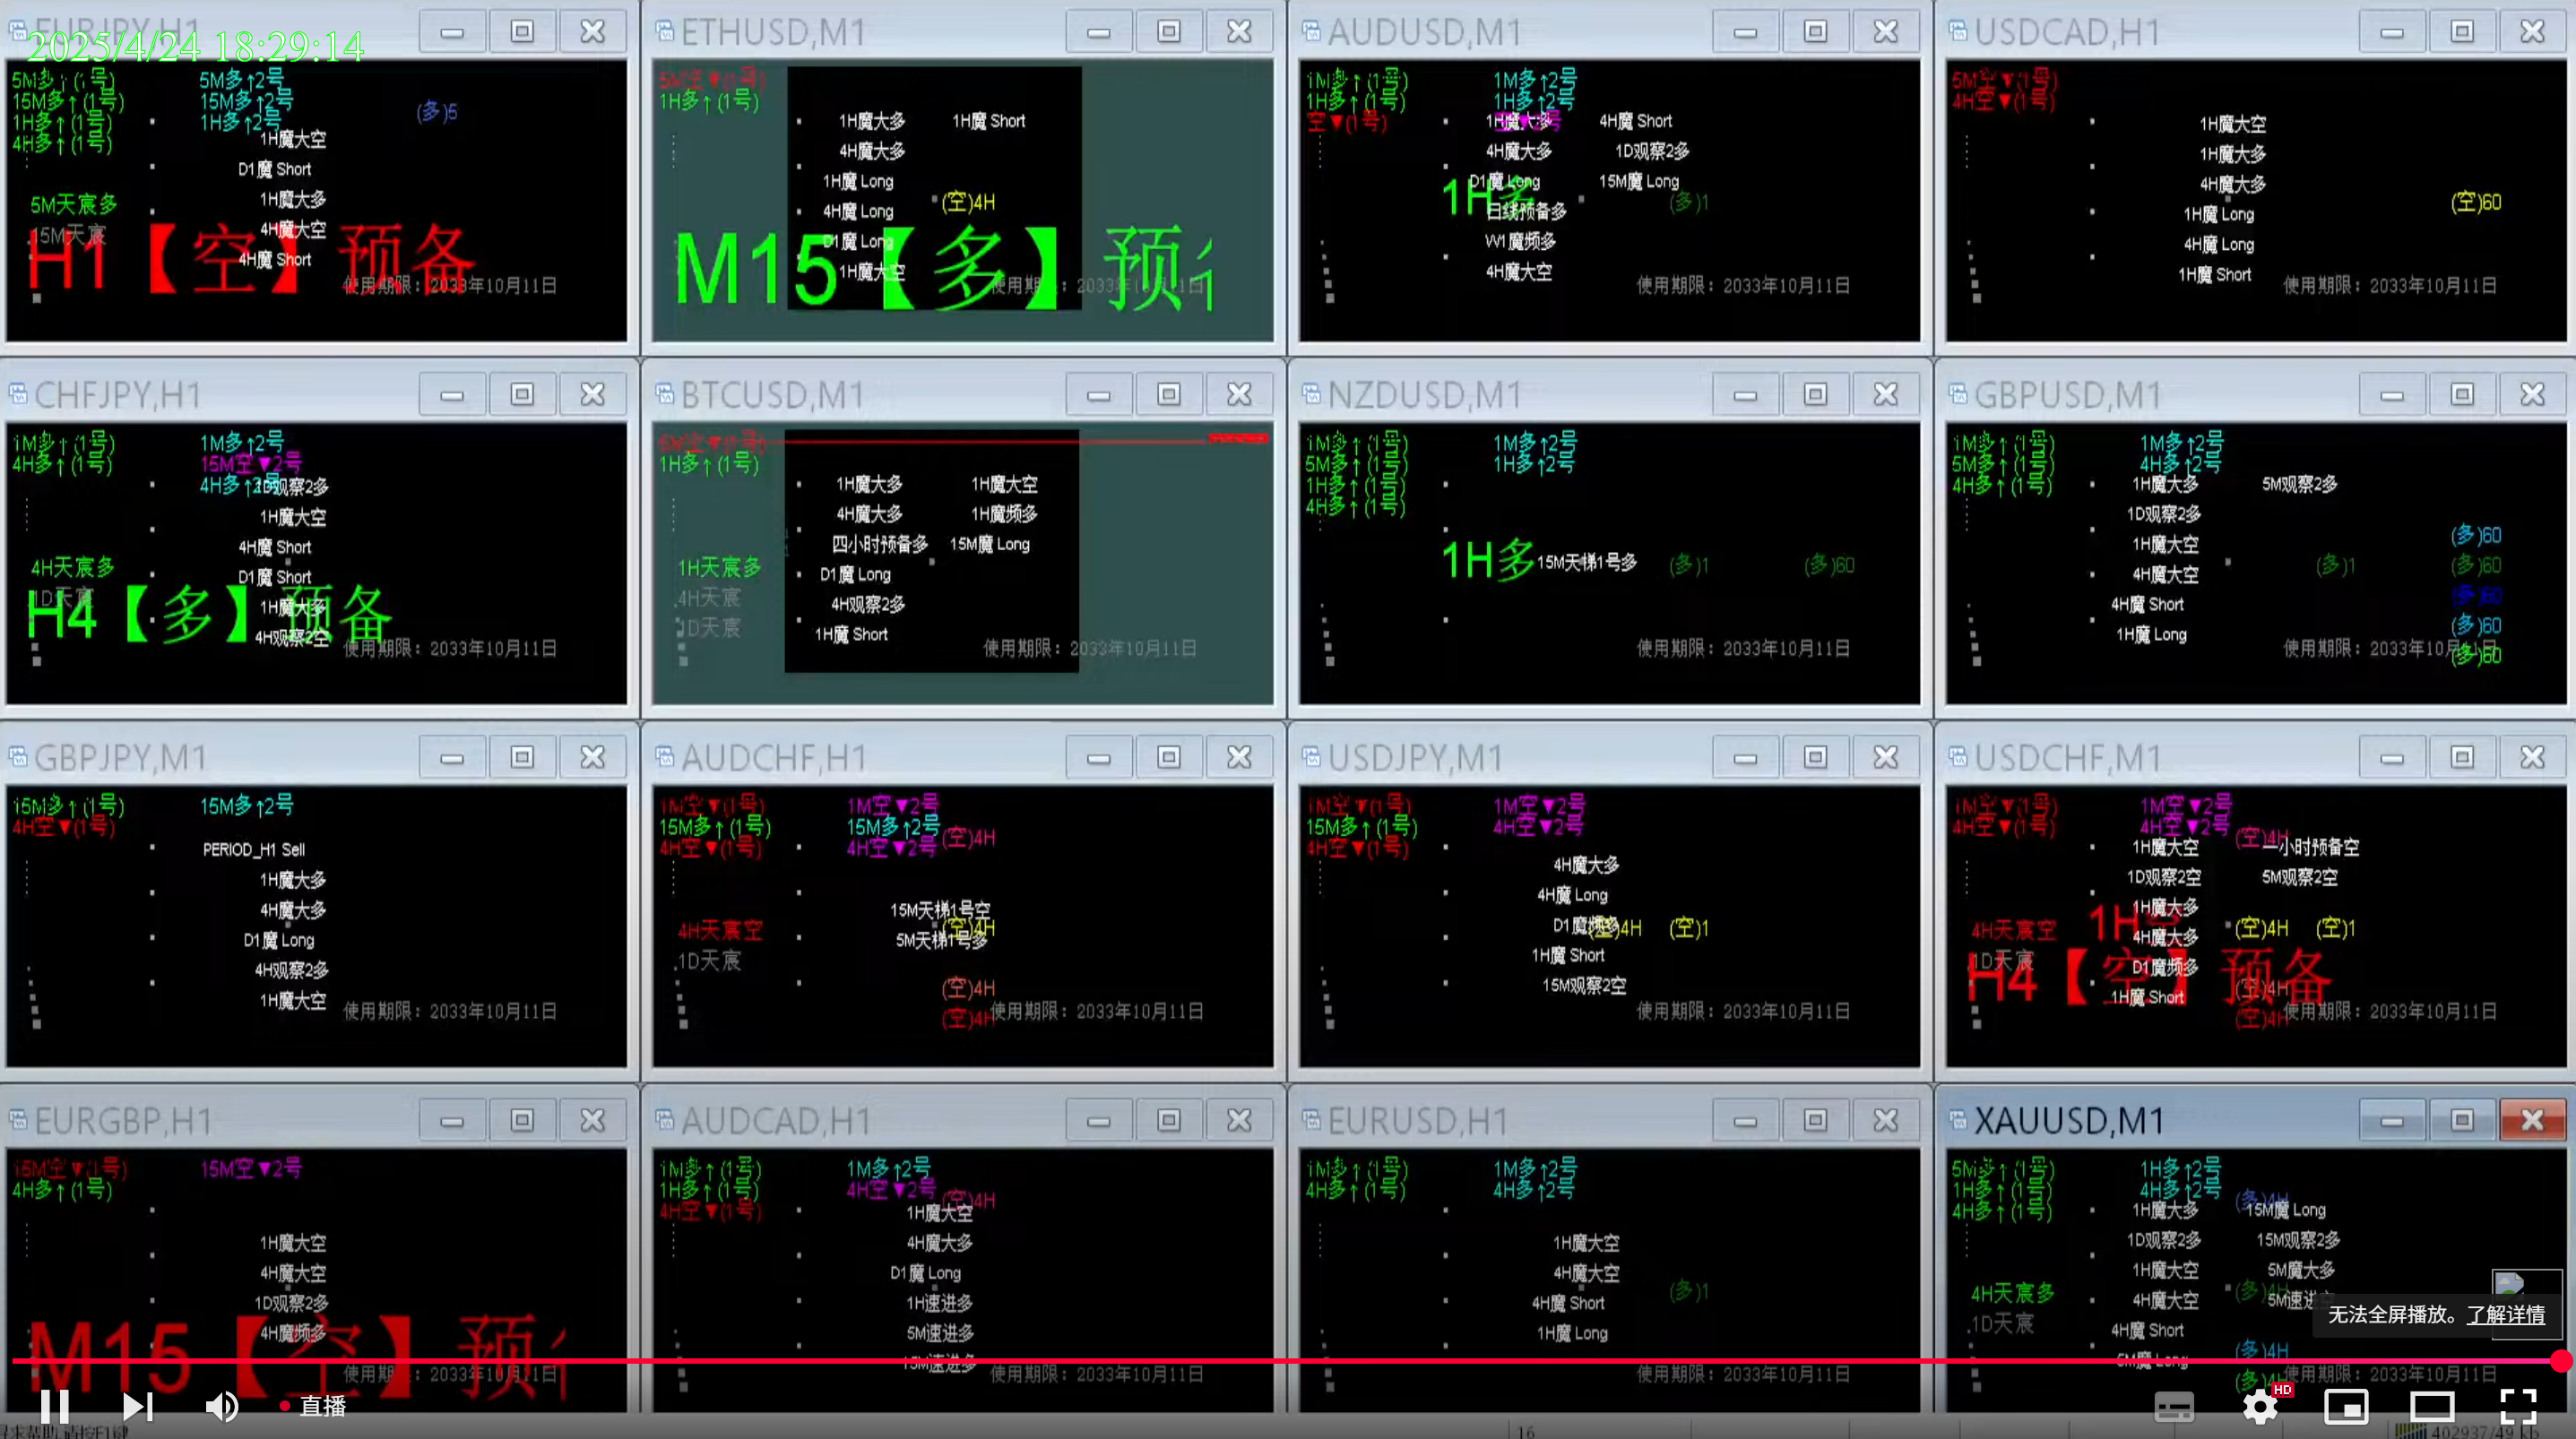 EURJPY,H1
2025/4/24 18:29:14
5M多↑(1号)
15M多↑(1号)
1H多↑(1号)
4H多↑(1号)
5M多↑2号
15M多↑2号
1H多↑2号
(多)5
1H魔大空
D1魔 Short
1H魔大多
4H魔大空
4H魔 Short
5M天宸多
15M天宸
H1【空】预备
使用期限：2033年10月11日
ETHUSD,M1
5M空▼(1号)
1H多↑(1号)
1H魔大多
1H魔 Short
4H魔大多
1H魔 Long
(空)4H
4H魔 Long
D1魔 Long
1H魔大空
M15【多】预
AUDUSD,M1
1M多↑(1号)
1H多↑(1号)
空▼(1号)
1M多↑2号
1H多↑2号
1H魔大多
4H魔 Short
4H魔大多
1D观察2多
D1魔 Long
15M魔 Long
1H多
(多)1
日线预备多
W1魔频多
4H魔大空
使用期限：2033年10月11日
USDCAD,H1
5M空▼(1号)
4H空▼(1号)
1H魔大空
1H魔大多
4H魔大多
(空)60
1H魔 Long
4H魔 Long
1H魔 Short
使用期限：2033年10月11日
CHFJPY,H1
1M多↑(1号)
4H多↑(1号)
1M多↑2号
15M空▼2号
4H多↑2号
1D观察2多
1H魔大空
4H魔 Short
D1魔 Short
1H魔大多
4H观察2空
4H天宸多
1D天宸
H4【多】预备
使用期限：2033年10月11日
BTCUSD,M1
5M空▼(1号)
1H多↑(1号)
1H魔大多
1H魔大空
4H魔大多
1H魔频多
四小时预备多
15M魔 Long
D1魔 Long
4H观察2多
1H魔 Short
1H天宸多
4H天宸
1D天宸
使用期限：2033年10月11日
NZDUSD,M1
1M多↑(1号)
5M多↑(1号)
1H多↑(1号)
4H多↑(1号)
1M多↑2号
1H多↑2号
1H多
15M天梯1号多
(多)1
(多)60
使用期限：2033年10月11日
GBPUSD,M1
1M多↑(1号)
5M多↑(1号)
4H多↑(1号)
1M多↑2号
4H多↑2号
1H魔大多
5M观察2多
1D观察2多
1H魔大空
4H魔大空
4H魔 Short
1H魔 Long
(多)1
(多)60
(多)60
(多)60
(多)60
(多)60
使用期限：2033年10月11日
GBPJPY,M1
15M多↑(1号)
4H空▼(1号)
15M多↑2号
PERIOD_H1 Sell
1H魔大多
4H魔大多
D1魔 Long
4H观察2多
1H魔大空
使用期限：2033年10月11日
AUDCHF,H1
1M空▼(1号)
15M多↑(1号)
4H空▼(1号)
1M空▼2号
15M多↑2号
4H空▼2号
(空)4H
15M天梯1号空
(空)4H
5M天梯1号多
4H天宸空
1D天宸
(空)4H
(空)4H
使用期限：2033年10月11日
USDJPY,M1
1M空▼(1号)
15M多↑(1号)
4H空▼(1号)
1M空▼2号
4H空▼2号
4H魔大多
4H魔 Long
D1魔频多
(空)4H
(空)1
1H魔 Short
15M观察2空
使用期限：2033年10月11日
USDCHF,M1
1M空▼(1号)
4H空▼(1号)
1M空▼2号
4H空▼2号
(空)4H
1H魔大空
一小时预备空
1D观察2空
5M观察2空
1H魔大多
4H魔大多
(空)4H
(空)1
D1魔频多
1H魔 Short
4H天宸空
1D天宸
H4【空】预备
(空)4H
(空)4H
使用期限：2033年10月11日
EURGBP,H1
15M空▼(1号)
4H多↑(1号)
15M空▼2号
1H魔大空
4H魔大空
1D观察2多
4H魔频多
M15【空】预
使用期限：2033年10月11日
AUDCAD,H1
1M多↑(1号)
1H多↑(1号)
4H空▼(1号)
1M多↑2号
4H空▼2号
(空)4H
1H魔大空
4H魔大多
D1魔 Long
1H速进多
5M速进多
15M速进多
使用期限：2033年10月11日
EURUSD,H1
1M多↑(1号)
4H多↑(1号)
1M多↑2号
4H多↑2号
1H魔大空
4H魔大空
4H魔 Short
1H魔 Long
(多)1
使用期限：2033年10月11日
XAUUSD,M1
5M多↑(1号)
1H多↑(1号)
4H多↑(1号)
1H多↑2号
4H多↑2号
(多)4H
1H魔大多
15M魔 Long
1D观察2多
15M观察2多
1H魔大空
5M魔大多
4H魔大空
(多)4H
4H魔 Short
5M魔 Long
4H天宸多
1D天宸
(多)4H
使用期限：2033年10月11日
无法全屏播放。了解详情
直播
HD
16
402937/49 kb